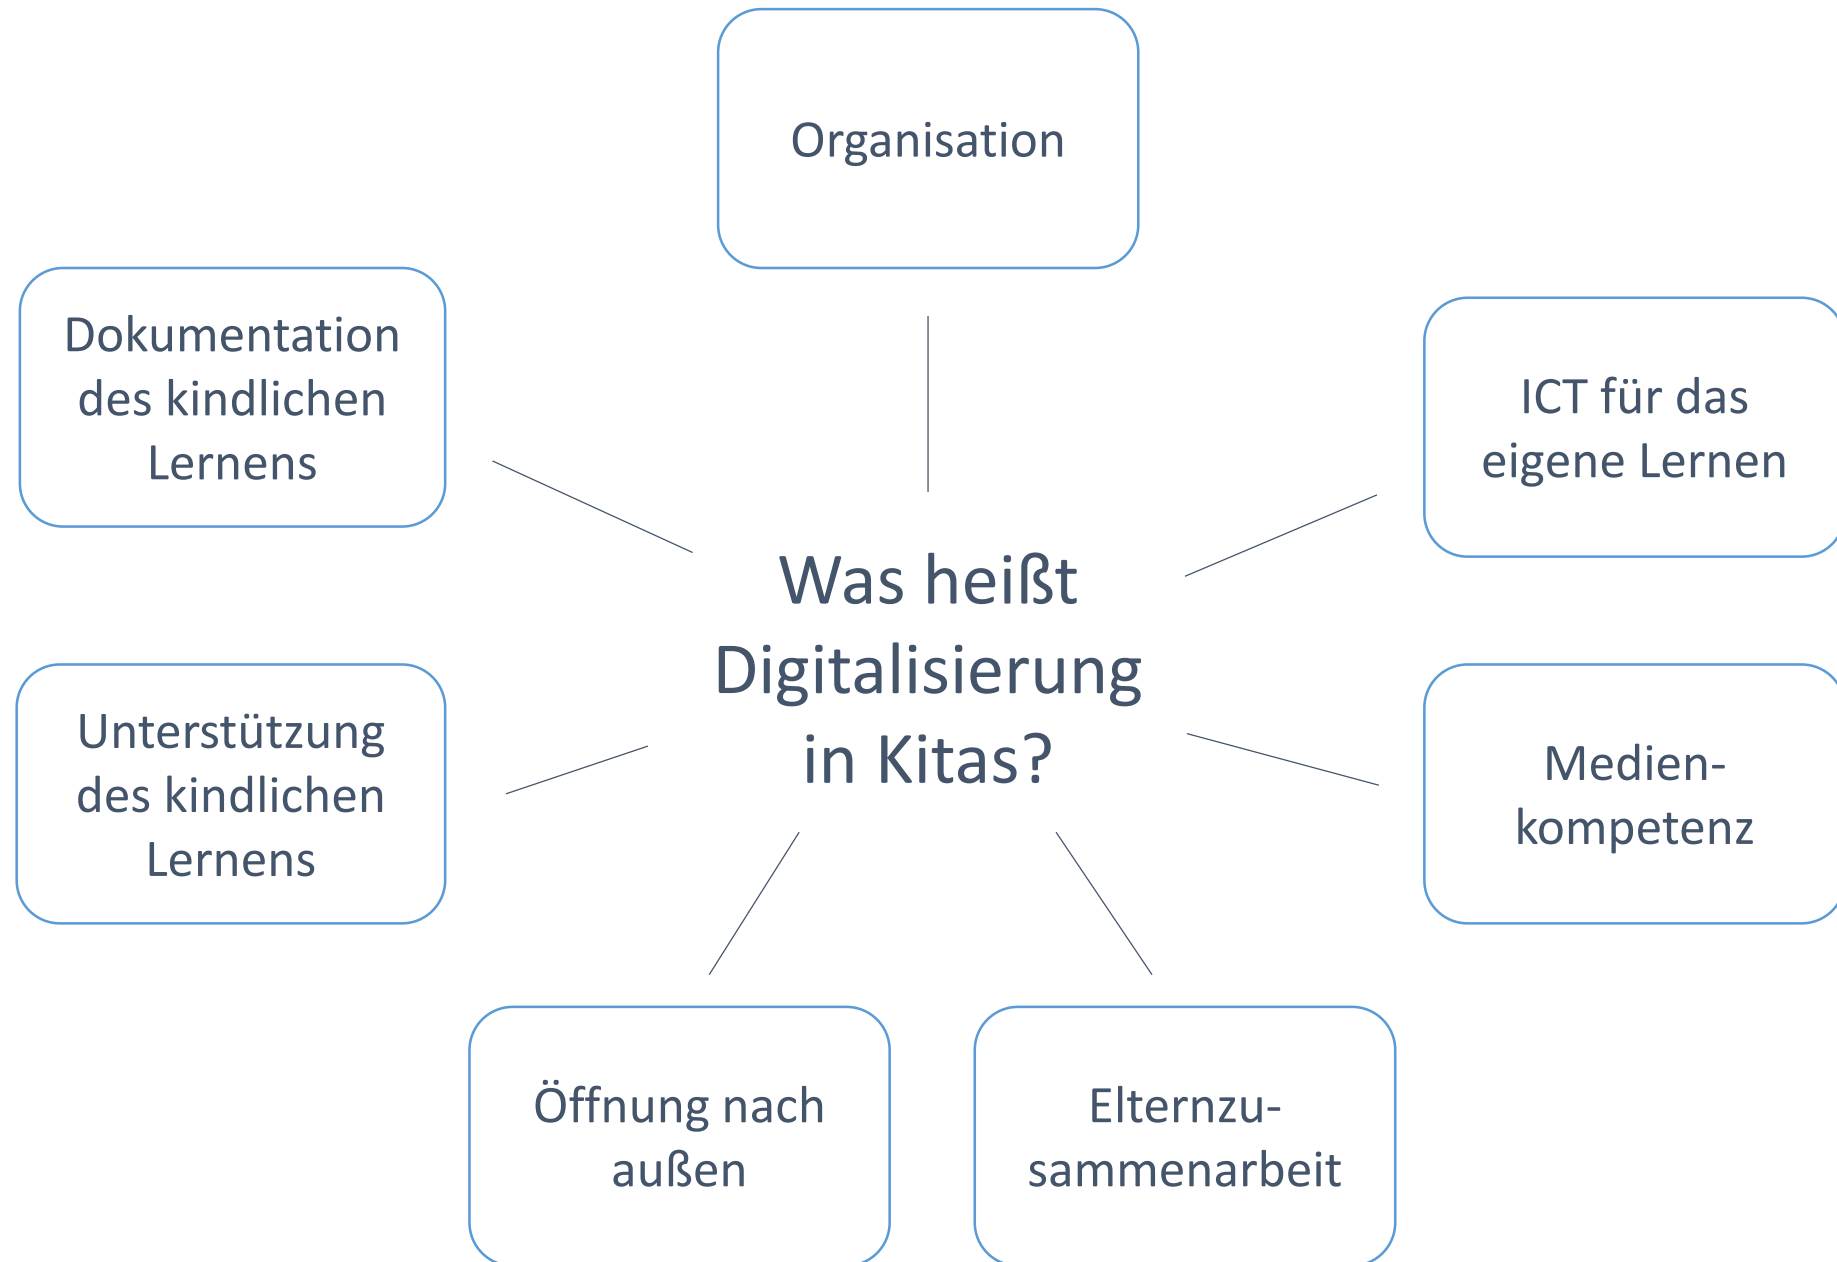 Organisation
Dokumentation
des kindlichen
Lernens
ICT für das
eigene Lernen
Was heißt
Digitalisierung
in Kitas?
Unterstützung
des kindlichen
Lernens
Medien-
kompetenz
Öffnung nach
außen
Elternzu-
sammenarbeit